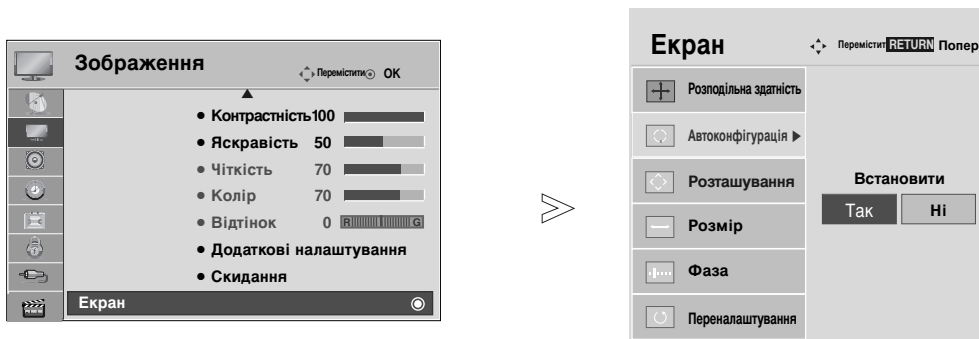 Зображення
Перемістити OK
Контрастність 100
Яскравість 50
Чіткість 70
Колір 70
Відтінок 0 R G
Додаткові налаштування
Скидання
Екран
Екран
Перемістит RETURN Попер
Розподільна здатність
Автоконфігурація
Розташування
Розмір
Фаза
Переналаштування
Встановити
Так Ні